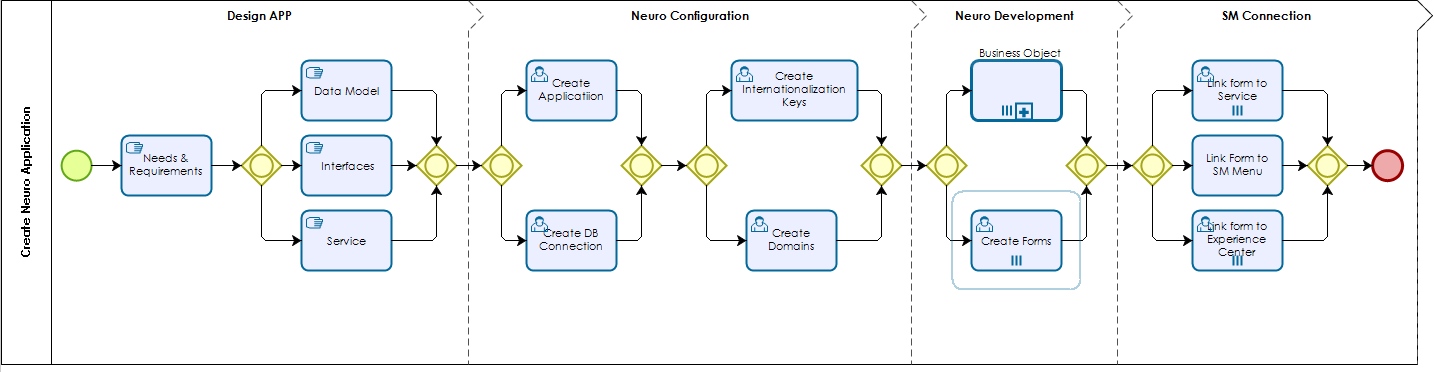 Create Neuro Application
Design APP
Neuro Configuration
Neuro Development
SM Connection
Needs &
Requirements
Data Model
Interfaces
Service
Create
Application
Create DB
Connection
Create
Internationalization
Keys
Create
Domains
Business Object
Create Forms
Link form to
Service
Link Form to
SM Menu
Link form to
Experience
Center